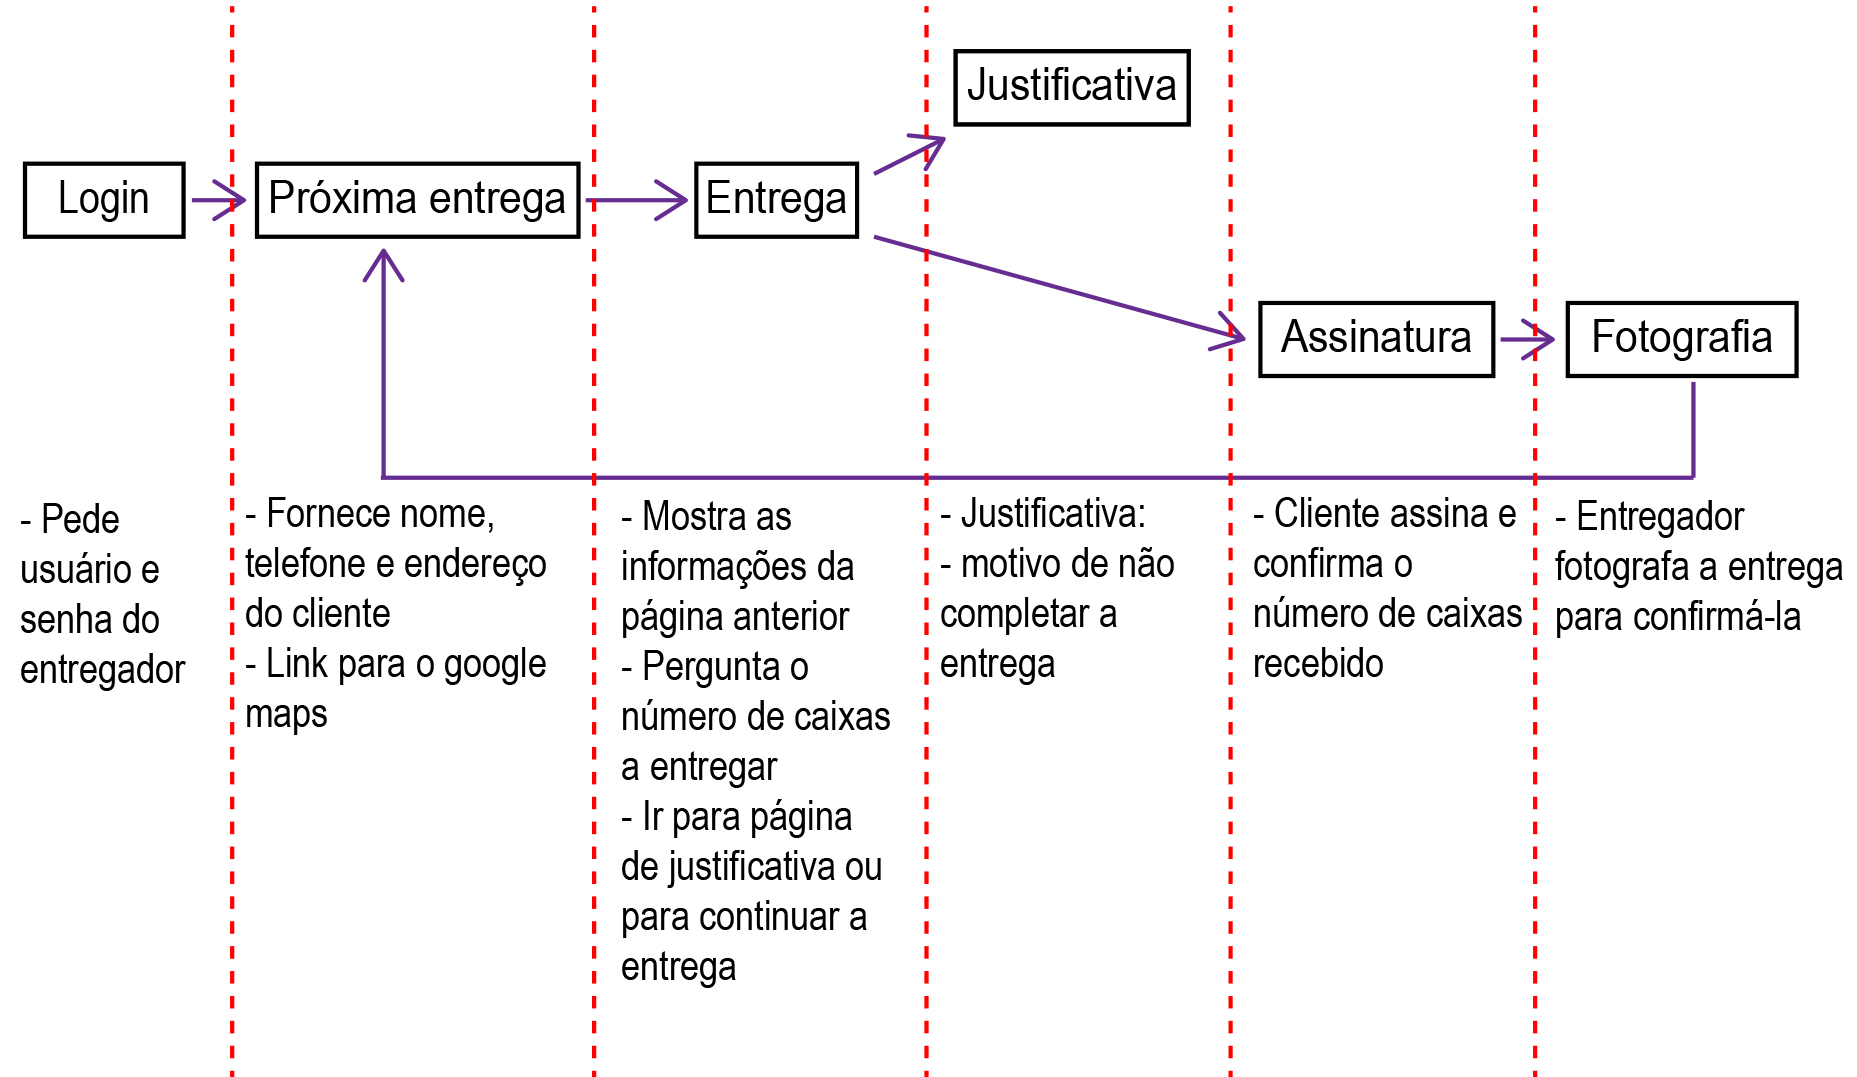 Login
Próxima entrega
Entrega
Justificativa
Assinatura
Fotografia
- Pede
usuário e
senha do
entregador
- Fornece nome,
telefone e endereço
do cliente
- Link para o google
maps
- Mostra as
informações da
página anterior
- Pergunta o
número de caixas
a entregar
- Ir para página
de justificativa ou
para continuar a
entrega
- Justificativa:
- motivo de não
completar a
entrega
- Cliente assina e
confirma o
número de caixas
recebido
- Entregador
fotografa a entrega
para confirmá-la